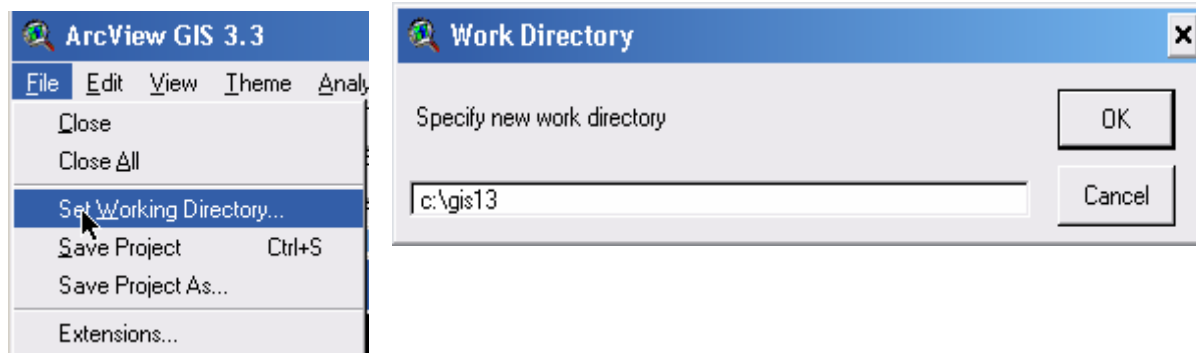 ArcView GIS 3.3
File Edit View Theme
Close
Close All
Set Working Directory...
Save Project Ctrl+S
Save Project As...
Extensions...
Work Directory
Specify new work directory
OK
c:\gis13
Cancel